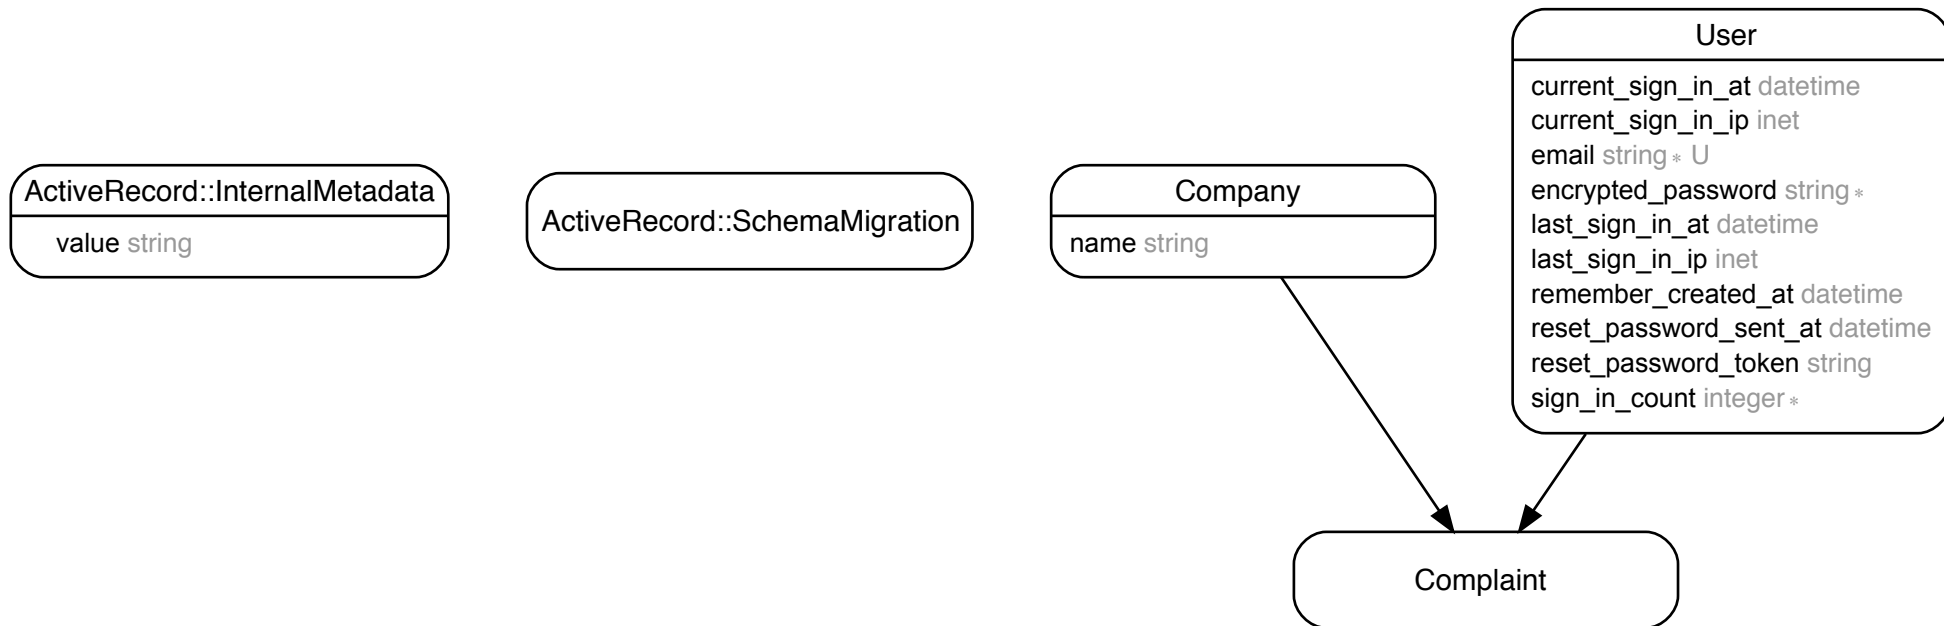 ActiveRecord::InternalMetadata
value string
ActiveRecord::SchemaMigration
Company
name string
User
current_sign_in_at datetime
current_sign_in_ip inet
email string * U
encrypted_password string *
last_sign_in_at datetime
last_sign_in_ip inet
remember_created_at datetime
reset_password_sent_at datetime
reset_password_token string
sign_in_count integer *
Complaint